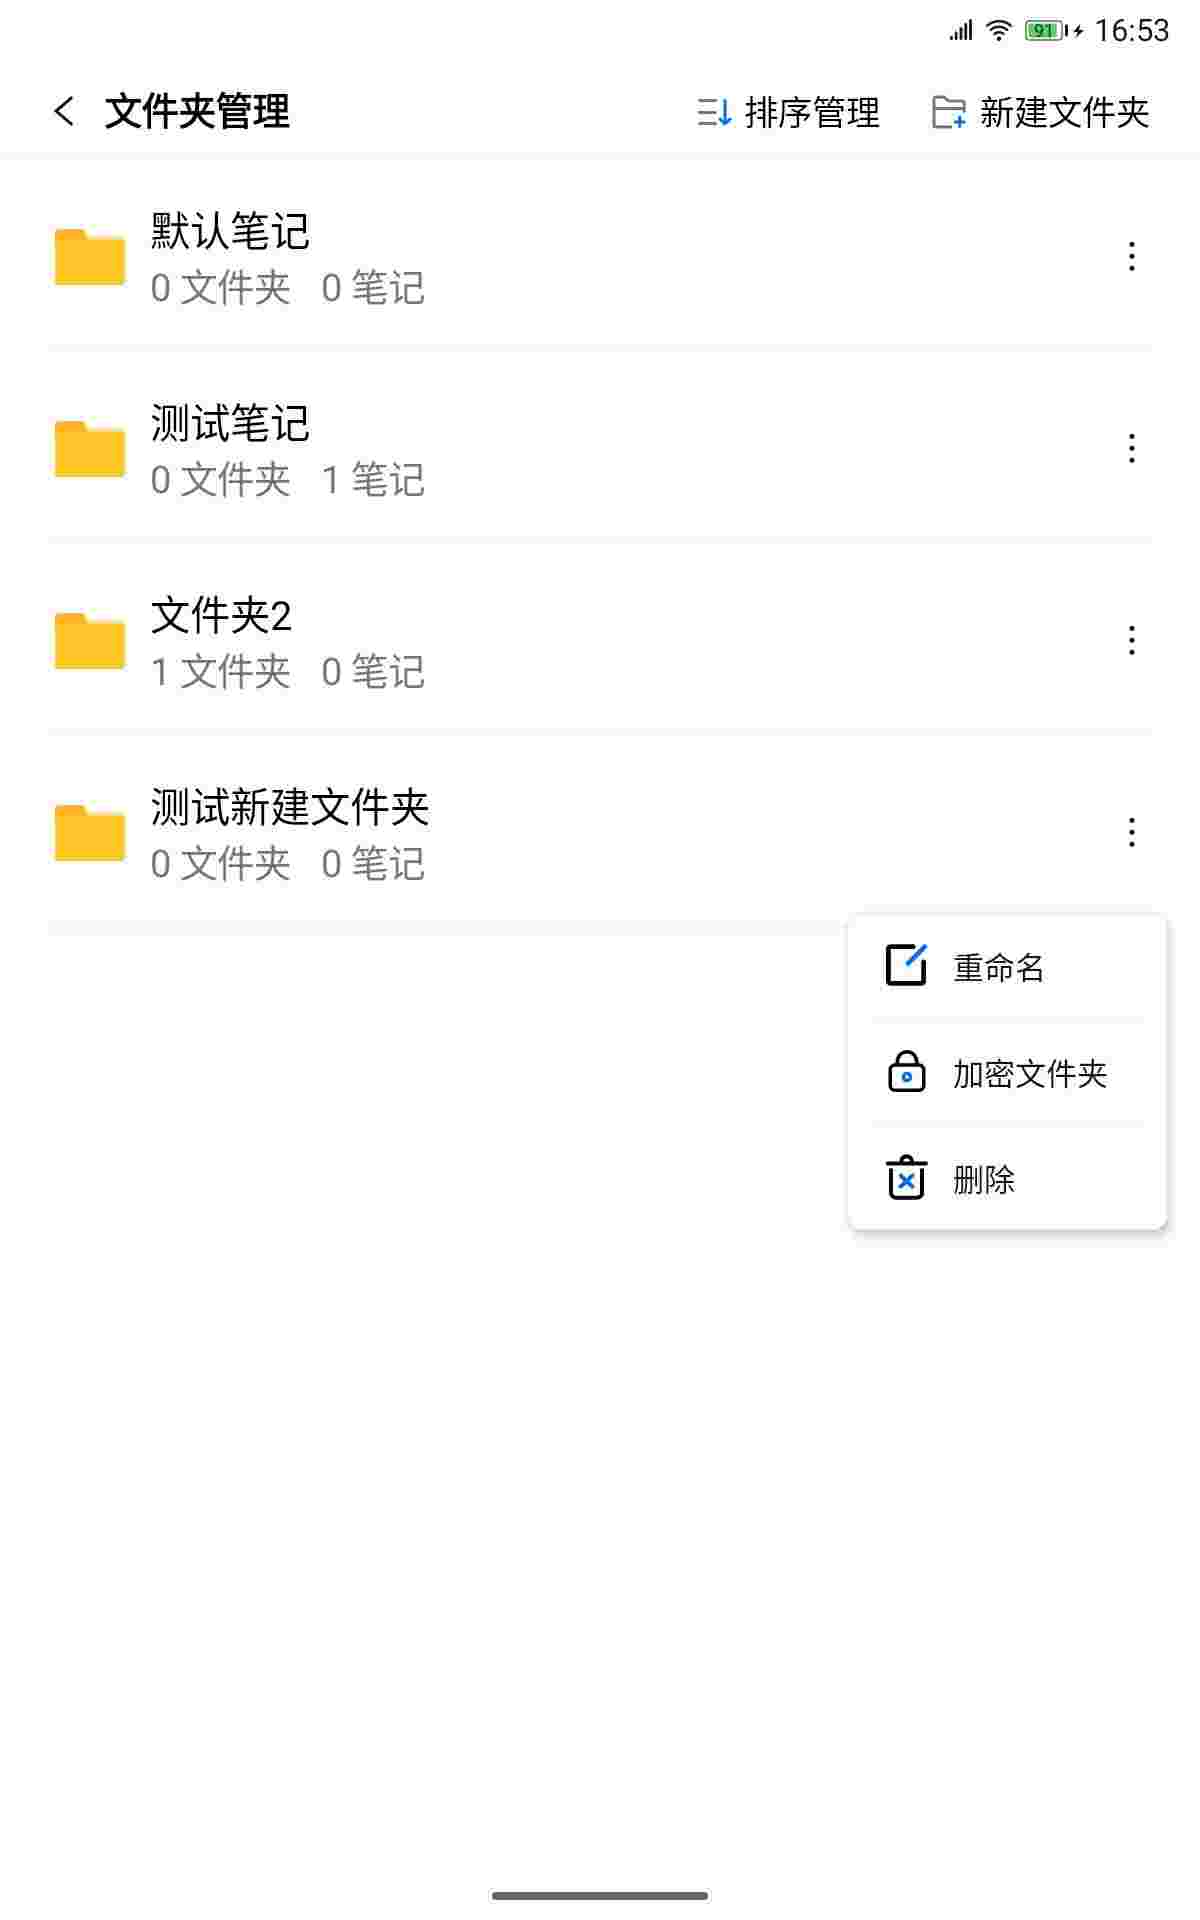 91 16:53
文件夹管理 排序管理 新建文件夹
默认笔记
0 文件夹 0 笔记
测试笔记
0 文件夹 1 笔记
文件夹2
1 文件夹 0 笔记
测试新建文件夹
0 文件夹 0 笔记
重命名
加密文件夹
删除